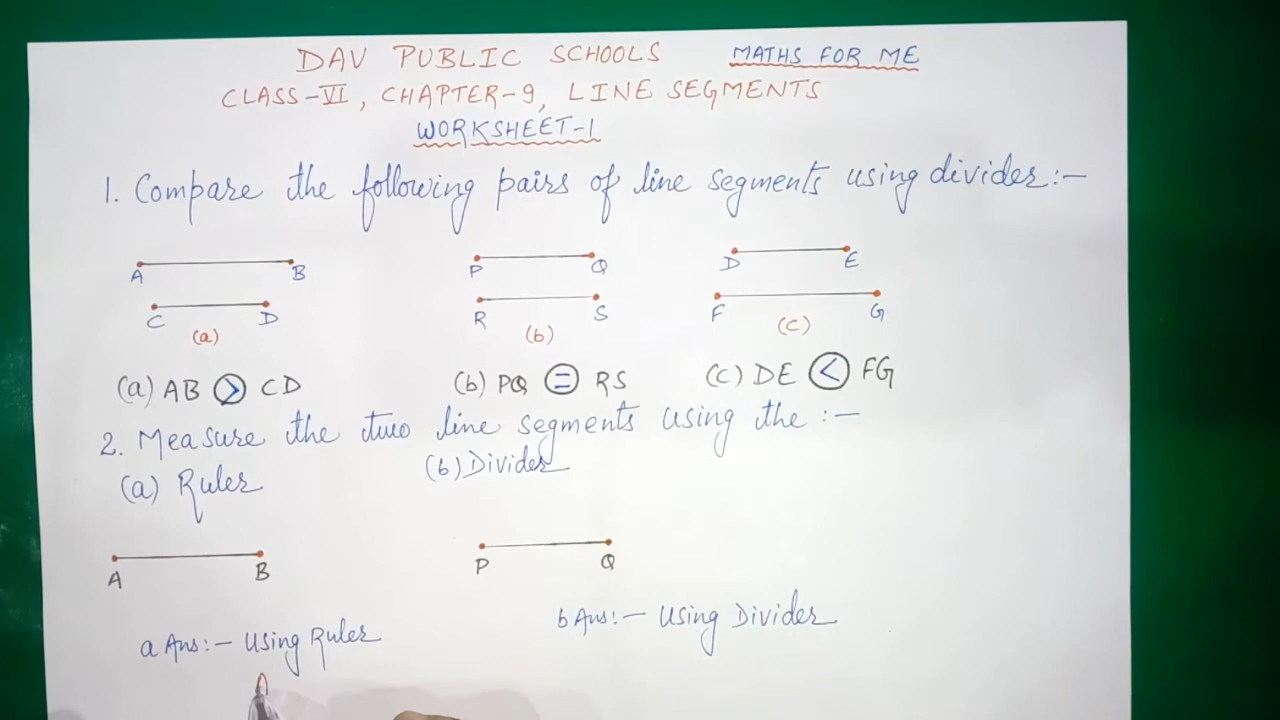 DAV PUBLIC SCHOOLS MATHS FOR ME
CLASS-VI, CHAPTER-9, LINE SEGMENTS
WORKSHEET-1
1. Compare the following pairs of line segments using divider:-
A B P Q D E
C D R S F G
(a) (b) (c)
(a) AB > CD (b) PQ = RS (c) DE < FG
2. Measure the two line segments using the :-
(a) Ruler (b) Divider
A B P Q
a Ans:- Using Ruler b Ans:- Using Divider